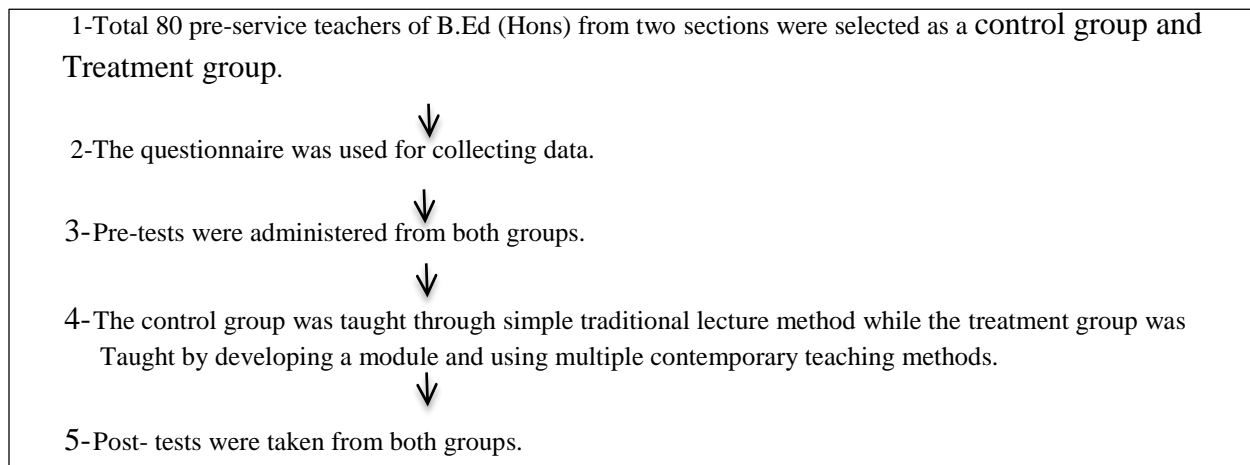 1-Total 80 pre-service teachers of B.Ed (Hons) from two sections were selected as a control group and
Treatment group.
2-The questionnaire was used for collecting data.
3-Pre-tests were administered from both groups.
4-The control group was taught through simple traditional lecture method while the treatment group was
Taught by developing a module and using multiple contemporary teaching methods.
5-Post- tests were taken from both groups.